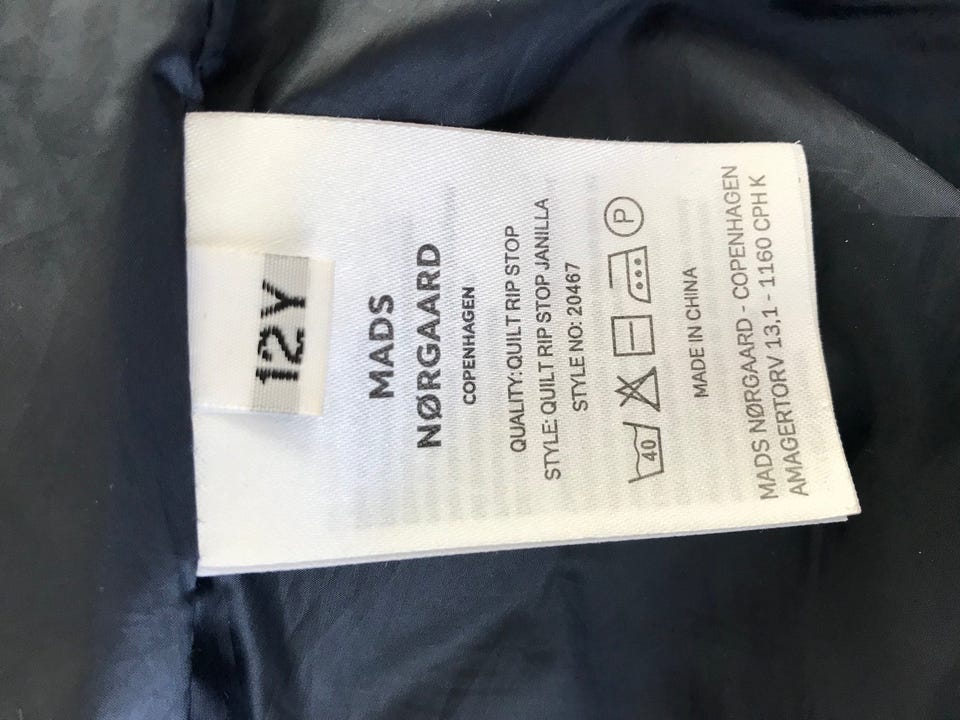 12Y
MADS
NØRGAARD
COPENHAGEN
QUALITY:QUILT RIP STOP
STYLE: QUILT RIP STOP JANILLA
STYLE NO: 20467
40 P
MADE IN CHINA
MADS NØRGAARD - COPENHAGEN
AMAGERTORV 13,1 - 1160 CPH K